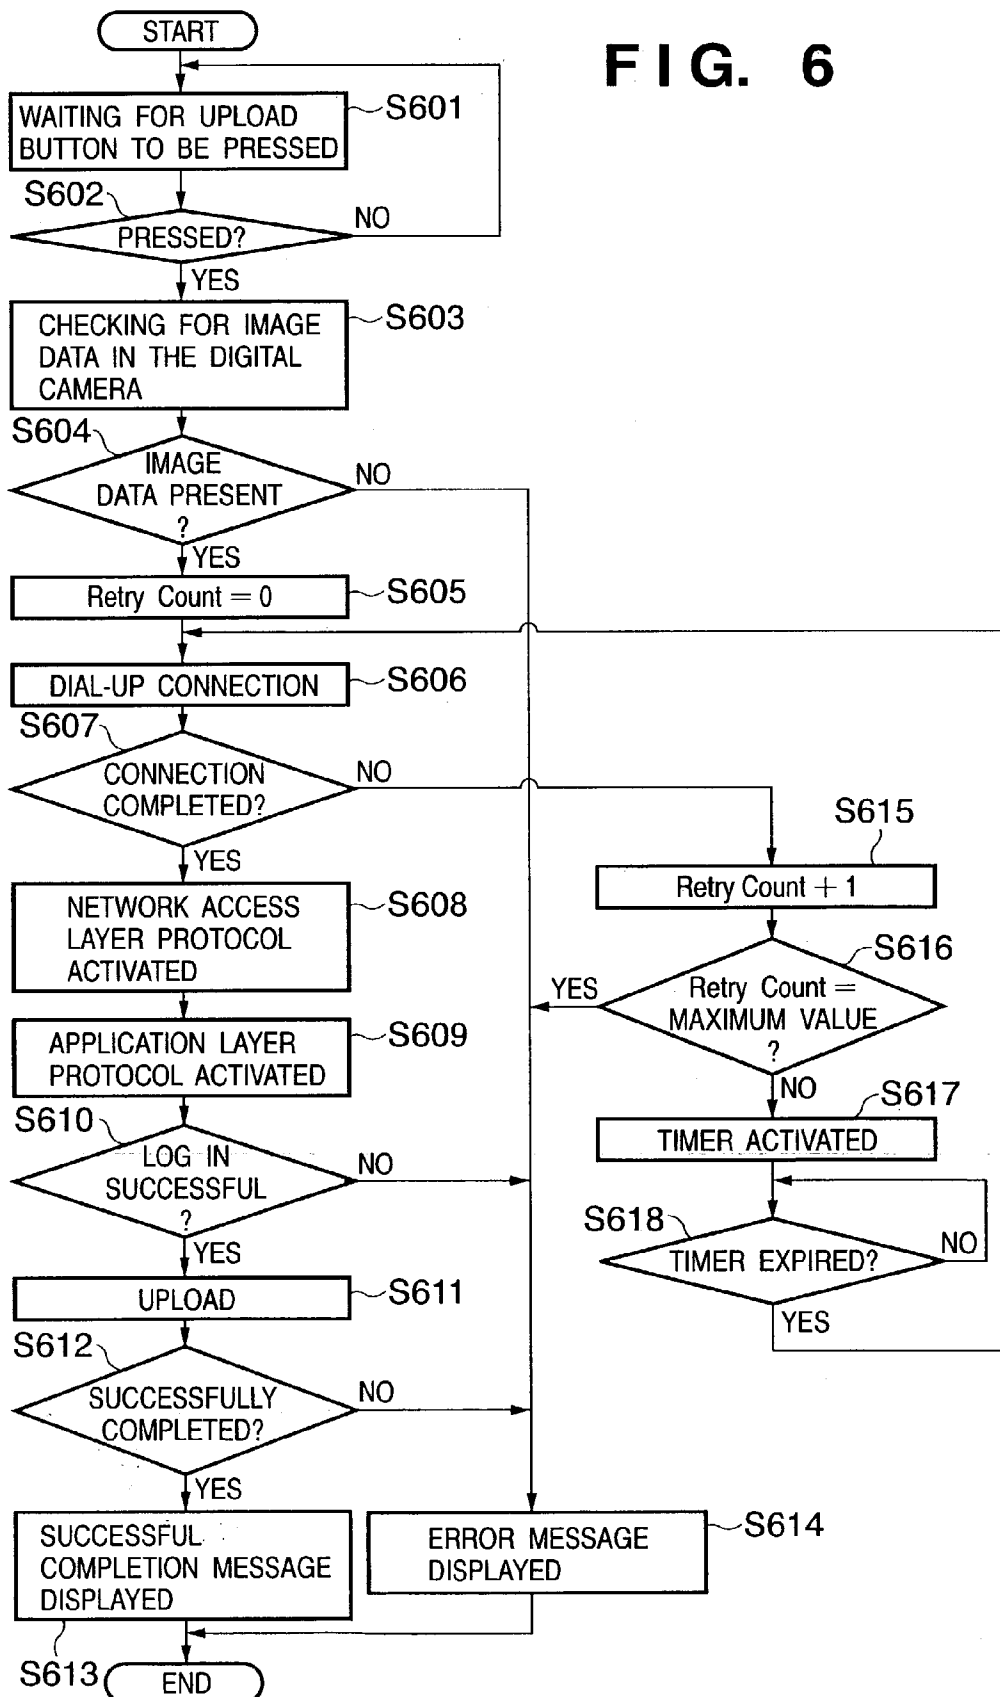 START
FIG. 6
WAITING FOR UPLOAD
BUTTON TO BE PRESSED
S601
S602
PRESSED?
NO
YES
CHECKING FOR IMAGE
DATA IN THE DIGITAL
CAMERA
S603
S604
IMAGE
DATA PRESENT
?
NO
YES
Retry Count = 0
S605
DIAL-UP CONNECTION
S606
S607
CONNECTION
COMPLETED?
NO
YES
NETWORK ACCESS
LAYER PROTOCOL
ACTIVATED
S608
APPLICATION LAYER
PROTOCOL ACTIVATED
S609
S610
LOG IN
SUCCESSFUL
?
NO
YES
UPLOAD
S611
S612
SUCCESSFULLY
COMPLETED?
NO
YES
SUCCESSFUL
COMPLETION MESSAGE
DISPLAYED
S613
END
ERROR MESSAGE
DISPLAYED
S614
S615
Retry Count + 1
S616
Retry Count =
MAXIMUM VALUE
?
YES
NO
S617
TIMER ACTIVATED
S618
TIMER EXPIRED?
NO
YES